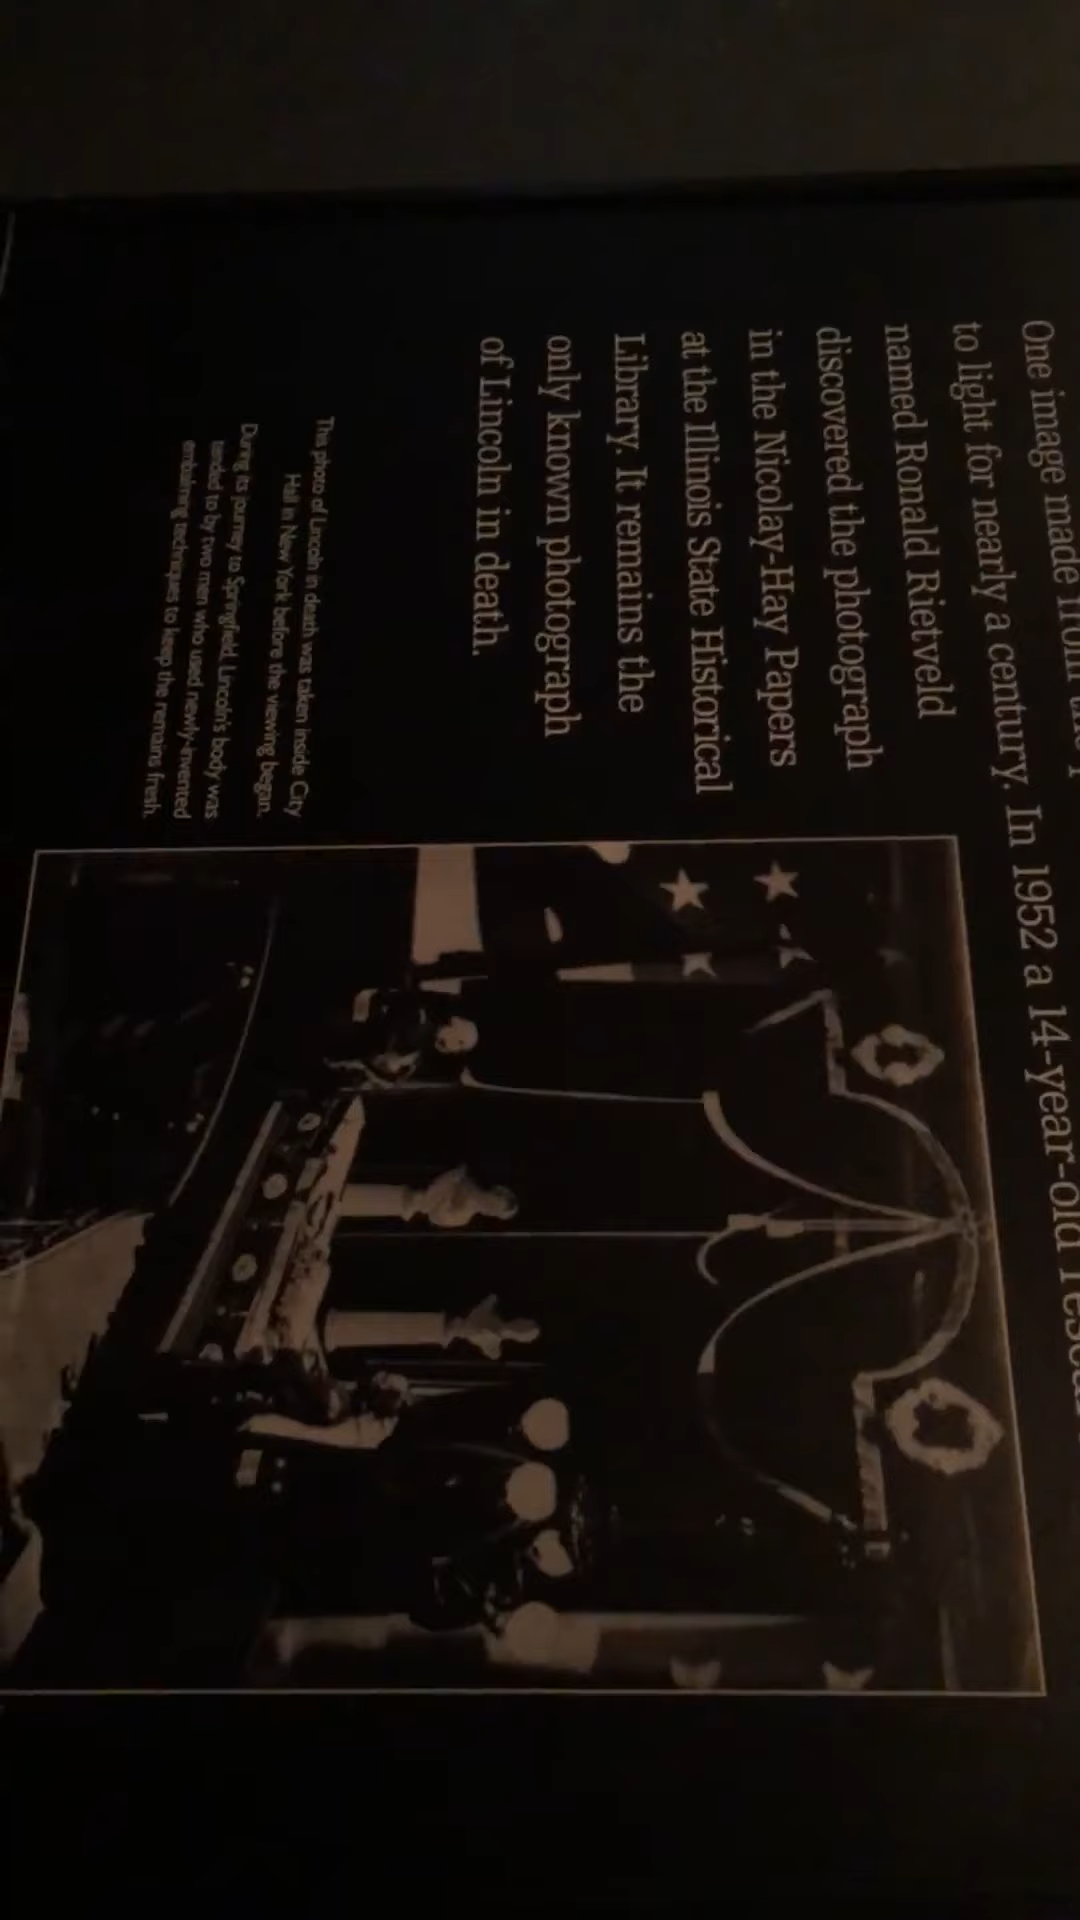 One image made from the
to light for nearly a century. In 1952 a 14-year-old
named Ronald Rietveld
discovered the photograph
in the Nicolay-Hay Papers
at the Illinois State Historical
Library. It remains the
only known photograph
of Lincoln in death.
This photo of Lincoln in death was taken inside City
Hall in New York before the viewing began.
During its journey to Springfield, Lincoln's body was
tended to by two men who used newly-invented
embalming techniques to keep the remains fresh.